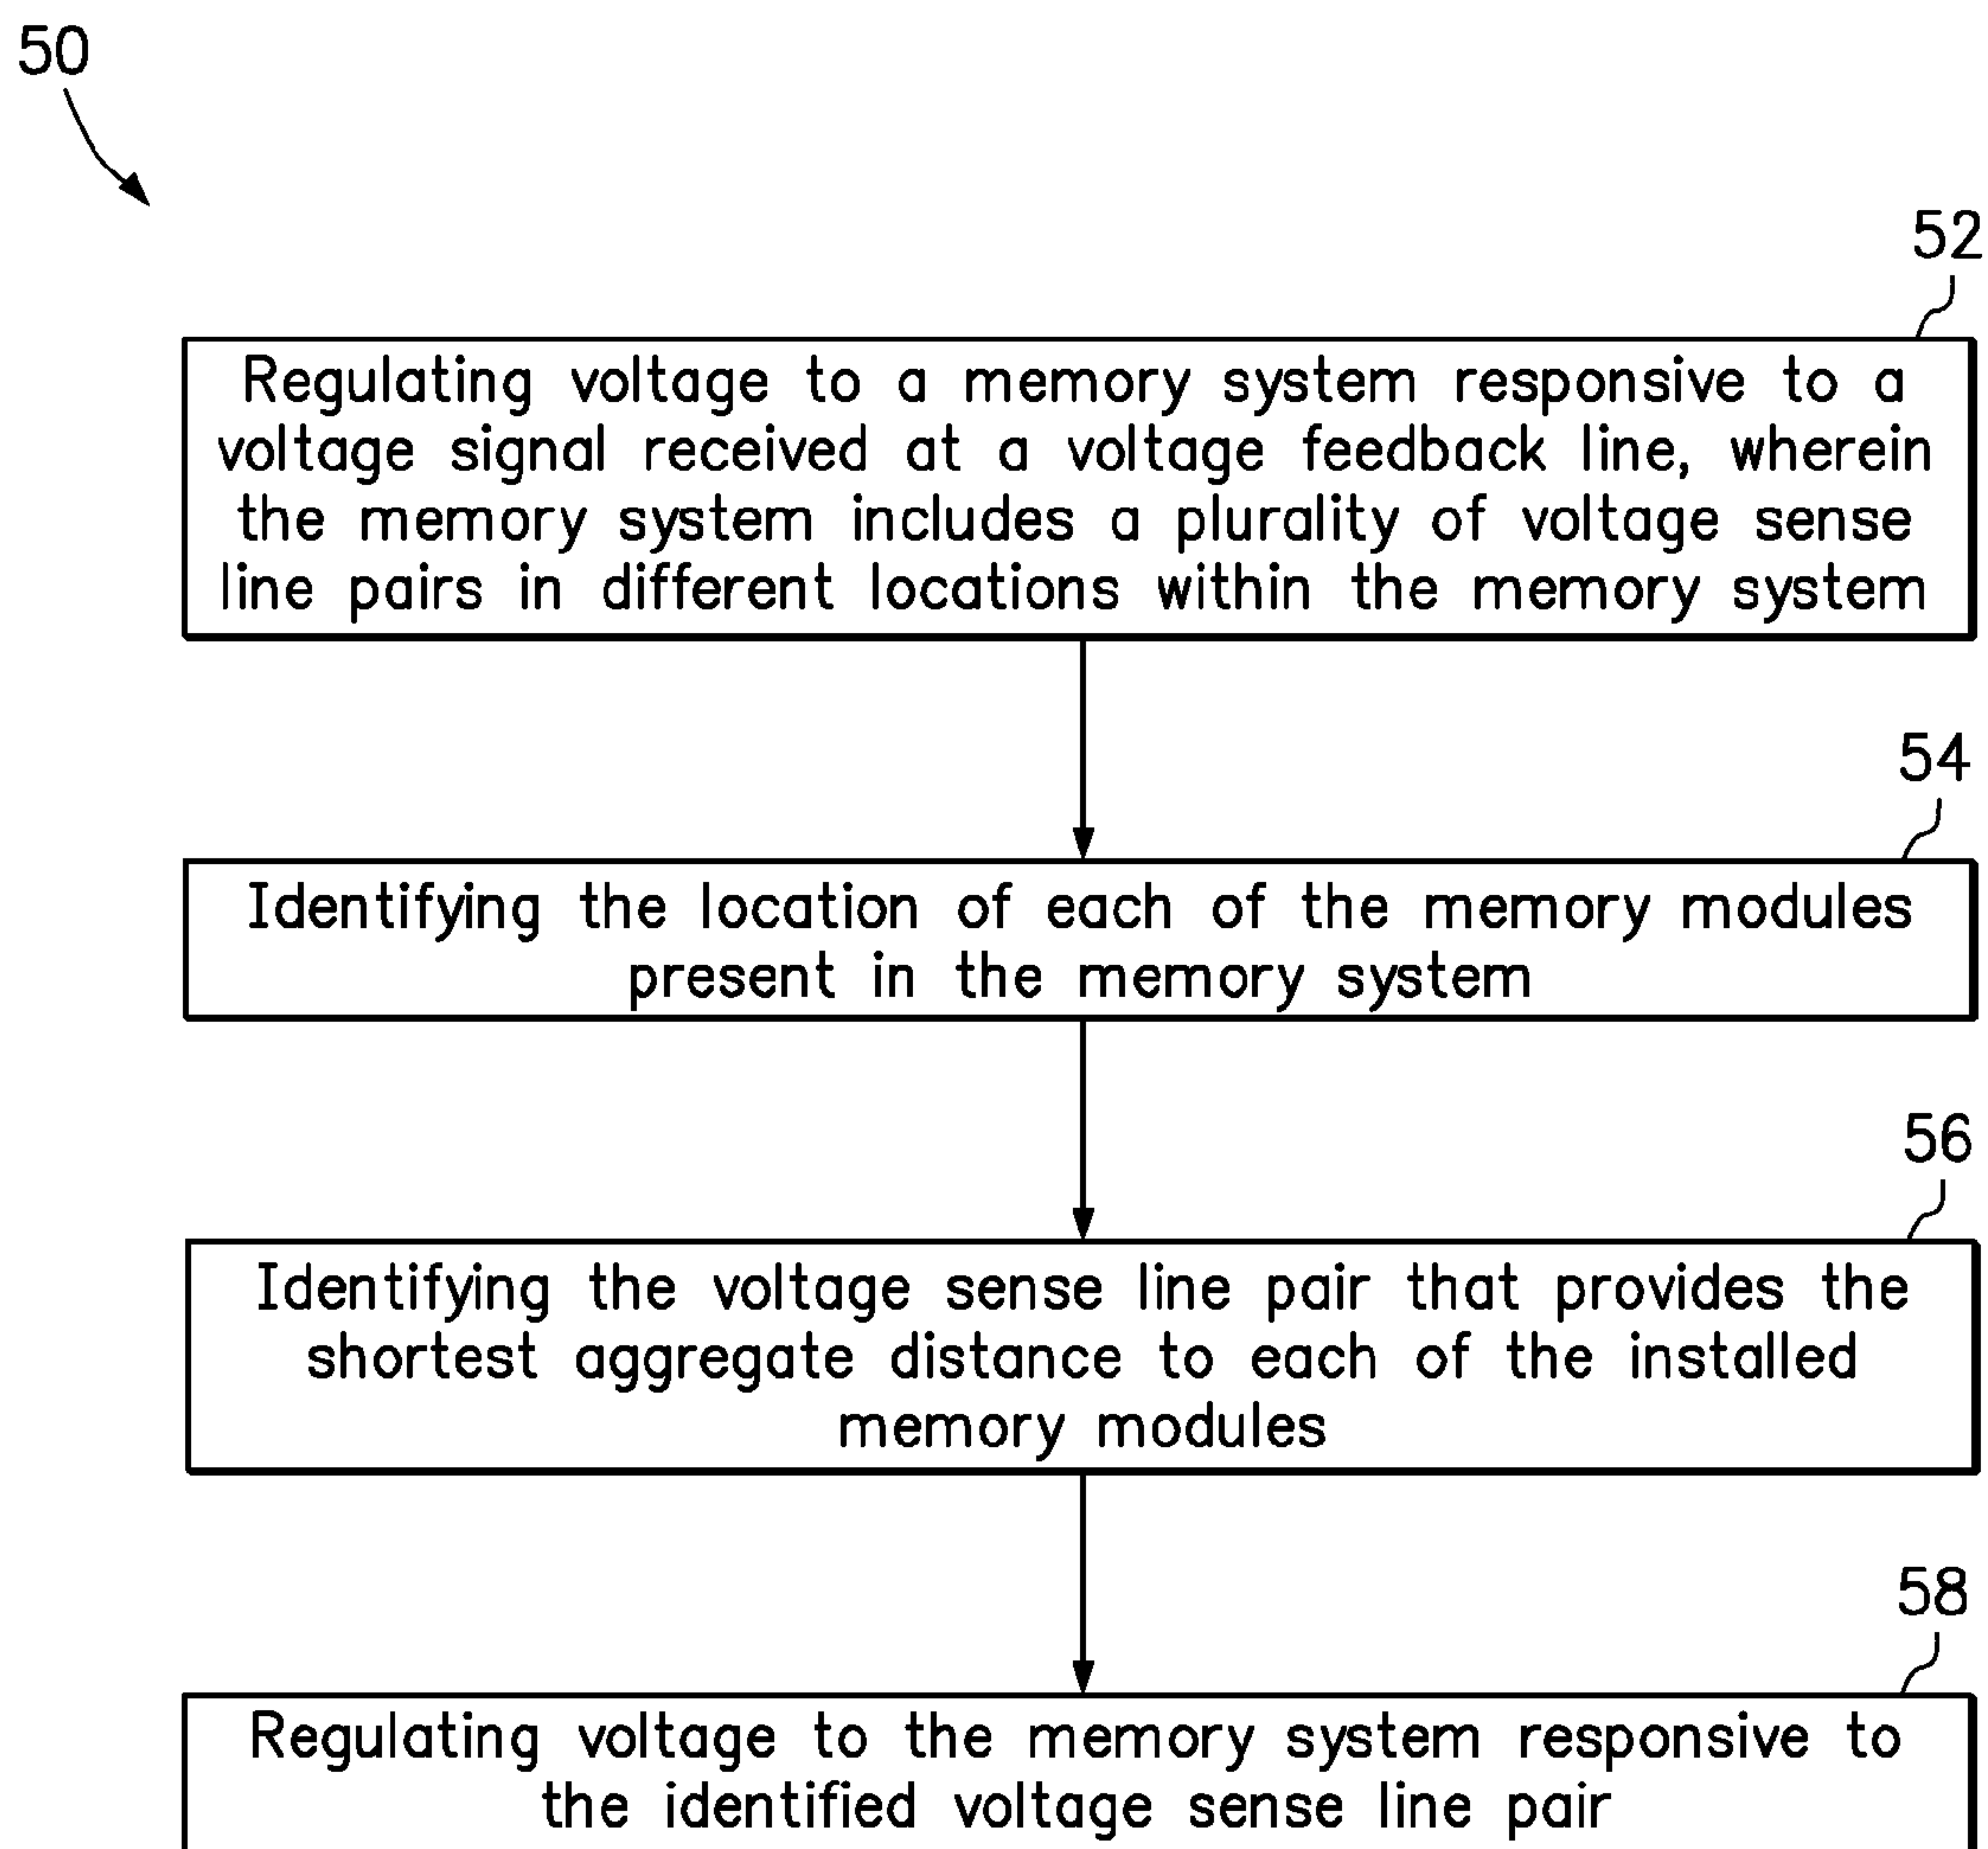 50
52
Regulating voltage to a memory system responsive to a
voltage signal received at a voltage feedback line, wherein
the memory system includes a plurality of voltage sense
line pairs in different locations within the memory system
54
Identifying the location of each of the memory modules
present in the memory system
56
Identifying the voltage sense line pair that provides the
shortest aggregate distance to each of the installed
memory modules
58
Regulating voltage to the memory system responsive to
the identified voltage sense line pair